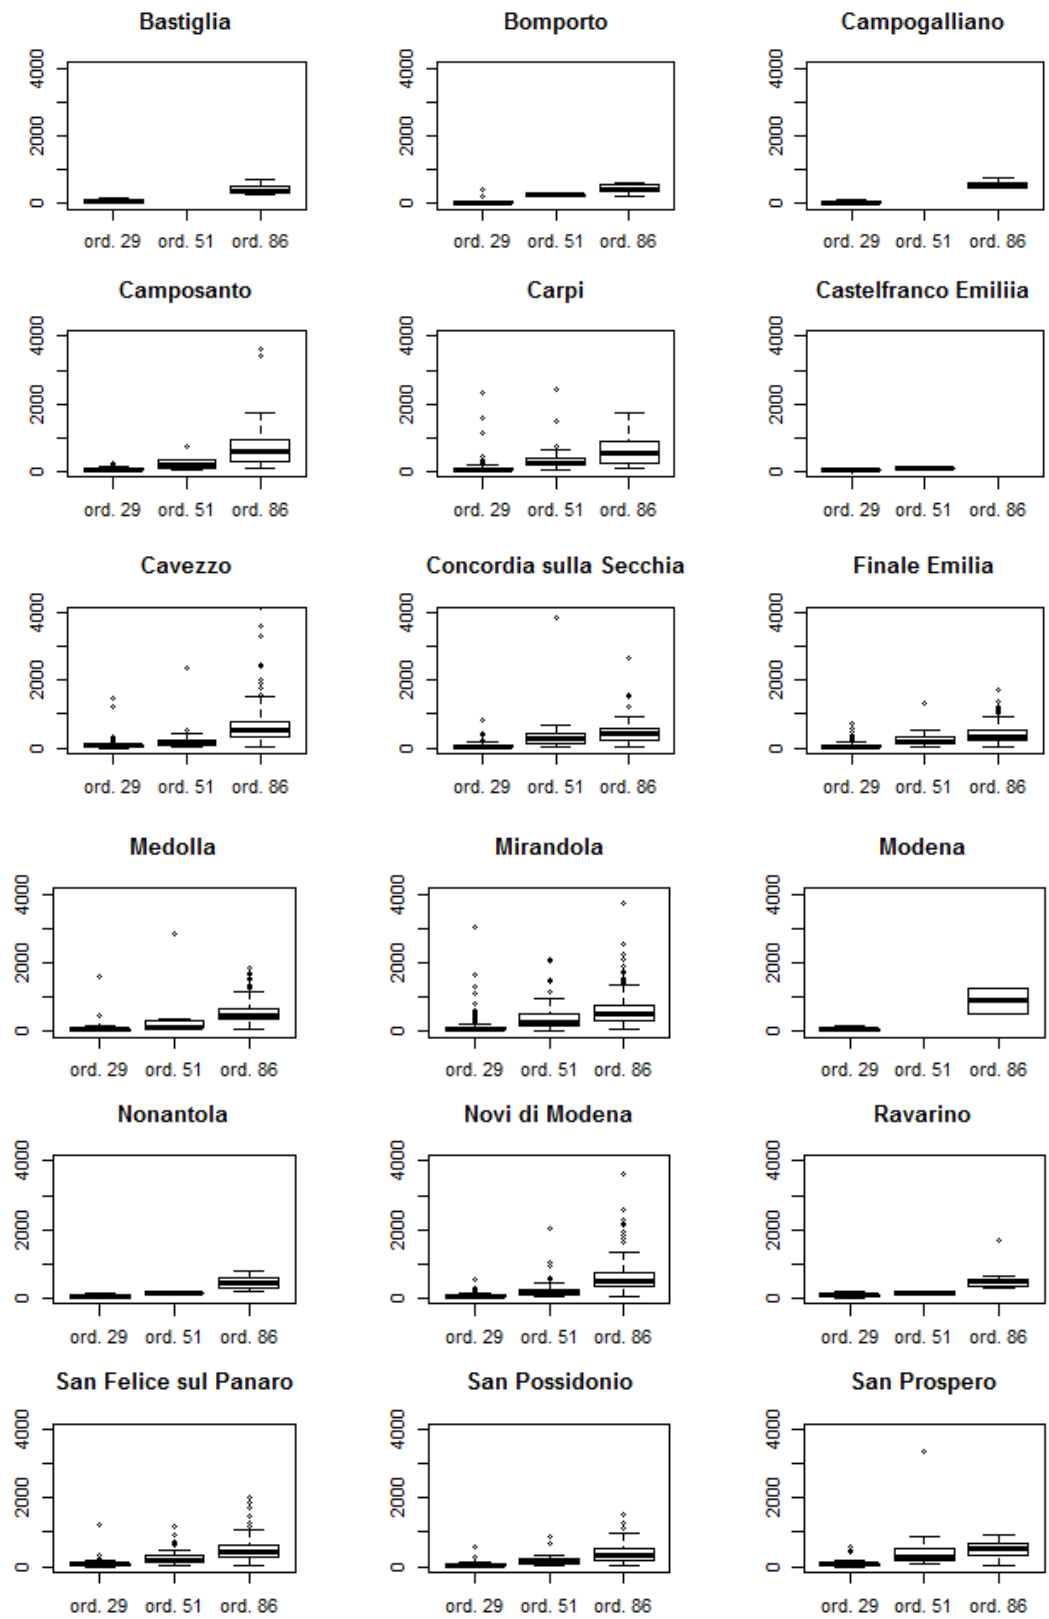 Bastiglia
Bomporto
Campogalliano
0 2000 4000
0 2000 4000
0 2000 4000
ord. 29 ord. 51 ord. 86
ord. 29 ord. 51 ord. 86
ord. 29 ord. 51 ord. 86
Camposanto
Carpi
Castelfranco Emiliia
0 2000 4000
0 2000 4000
0 2000 4000
ord. 29 ord. 51 ord. 86
ord. 29 ord. 51 ord. 86
ord. 29 ord. 51 ord. 86
Cavezzo
Concordia sulla Secchia
Finale Emilia
0 2000 4000
0 2000 4000
0 2000 4000
ord. 29 ord. 51 ord. 86
ord. 29 ord. 51 ord. 86
ord. 29 ord. 51 ord. 86
Medolla
Mirandola
Modena
0 2000 4000
0 2000 4000
0 2000 4000
ord. 29 ord. 51 ord. 86
ord. 29 ord. 51 ord. 86
ord. 29 ord. 51 ord. 86
Nonantola
Novi di Modena
Ravarino
0 2000 4000
0 2000 4000
0 2000 4000
ord. 29 ord. 51 ord. 86
ord. 29 ord. 51 ord. 86
ord. 29 ord. 51 ord. 86
San Felice sul Panaro
San Possidonio
San Prospero
0 2000 4000
0 2000 4000
0 2000 4000
ord. 29 ord. 51 ord. 86
ord. 29 ord. 51 ord. 86
ord. 29 ord. 51 ord. 86